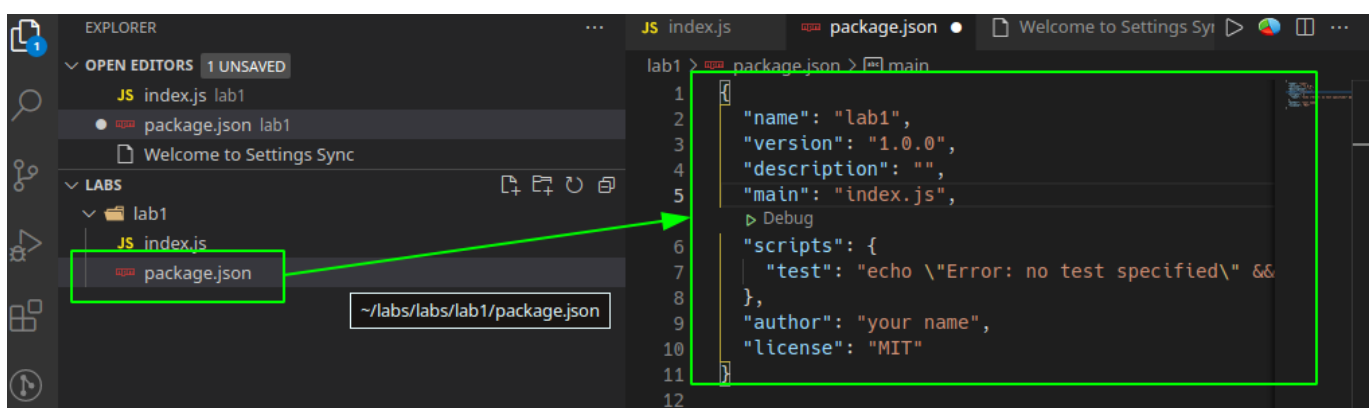 EXPLORER
···
OPEN EDITORS 1 UNSAVED
JS index.js lab1
package.json lab1
Welcome to Settings Sync
LABS
lab1
JS index.js
package.json
~/labs/labs/lab1/package.json
1
JS index.js
package.json
Welcome to Settings Syr
···
lab1 > package.json > abc main
1 {
2 "name": "lab1",
3 "version": "1.0.0",
4 "description": "",
5 "main": "index.js",
Debug
6 "scripts": {
7 "test": "echo \"Error: no test specified\" &&
8 },
9 "author": "your name",
10 "license": "MIT"
11 }
12